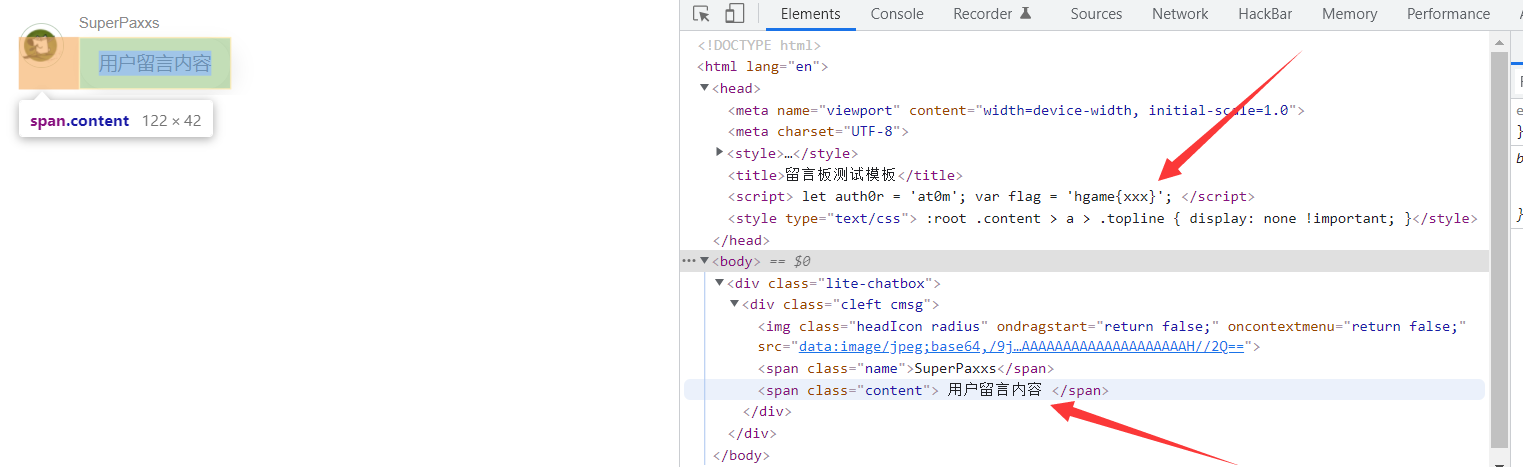 SuperPaxxs
用户留言内容
span.content 122 × 42
Elements Console Recorder Sources Network HackBar Memory Performance
<!DOCTYPE html>
<html lang="en">
▼<head>
<meta name="viewport" content="width=device-width, initial-scale=1.0">
<meta charset="UTF-8">
▶<style>…</style>
<title>留言板测试模板</title>
<script> let auth0r = 'at0m'; var flag = 'hgame{xxx}'; </script>
<style type="text/css"> :root .content > a > .topline { display: none !important; }</style>
</head>
…▼<body> == $0
▼<div class="lite-chatbox">
▼<div class="cleft cmsg">
<img class="headIcon radius" ondragstart="return false;" oncontextmenu="return false;"
src="data:image/jpeg;base64,/9j…AAAAAAAAAAAAAAAAAAAAH//2Q==">
<span class="name">SuperPaxxs</span>
<span class="content"> 用户留言内容 </span>
</div>
</div>
</body>